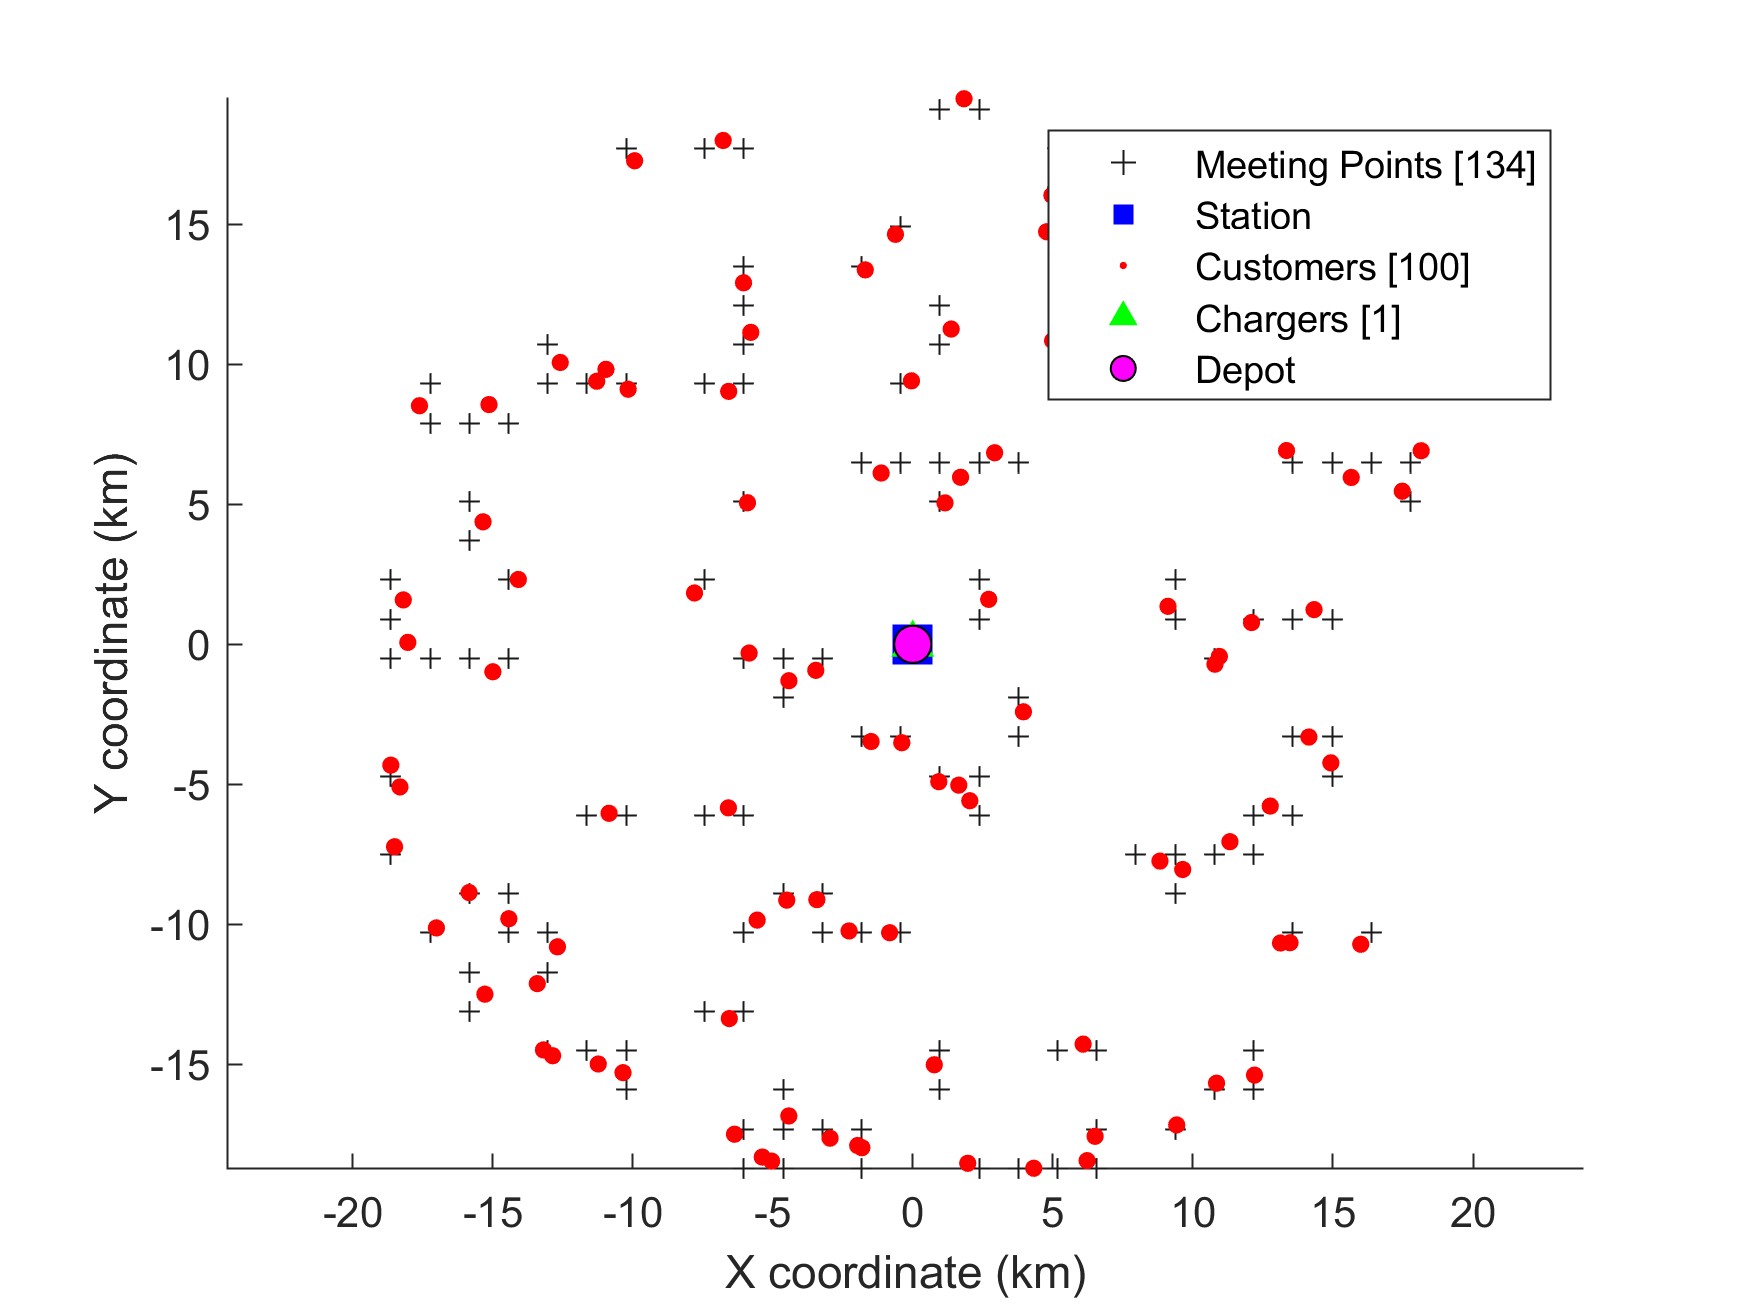 Meeting Points [134]
Station
Customers [100]
Chargers [1]
Depot
15
10
5
0
-5
-10
-15
Y coordinate (km)
-20 -15 -10 -5 0 5 10 15 20
X coordinate (km)